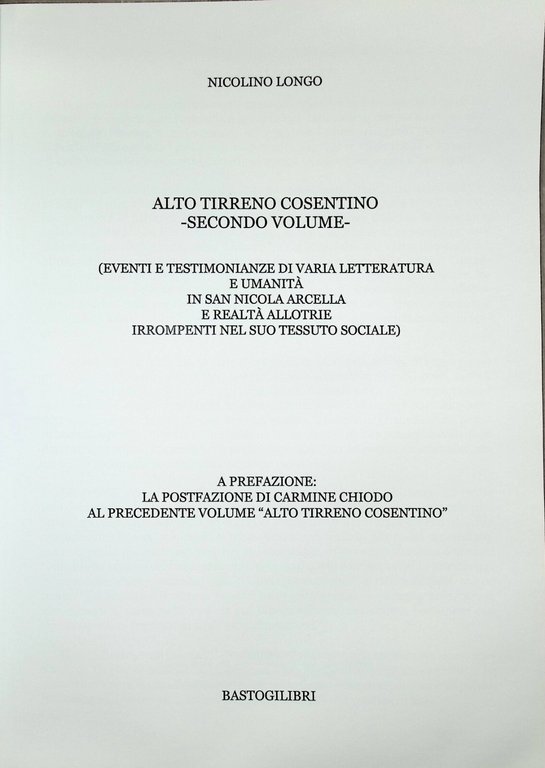 NICOLINO LONGO
ALTO TIRRENO COSENTINO
-SECONDO VOLUME-
(EVENTI E TESTIMONIANZE DI VARIA LETTERATURA
E UMANITÀ
IN SAN NICOLA ARCELLA
E REALTÀ ALLOTRIE
IRROMPENTI NEL SUO TESSUTO SOCIALE)
A PREFAZIONE:
LA POSTFAZIONE DI CARMINE CHIODO
AL PRECEDENTE VOLUME “ALTO TIRRENO COSENTINO”
BASTOGILIBRI